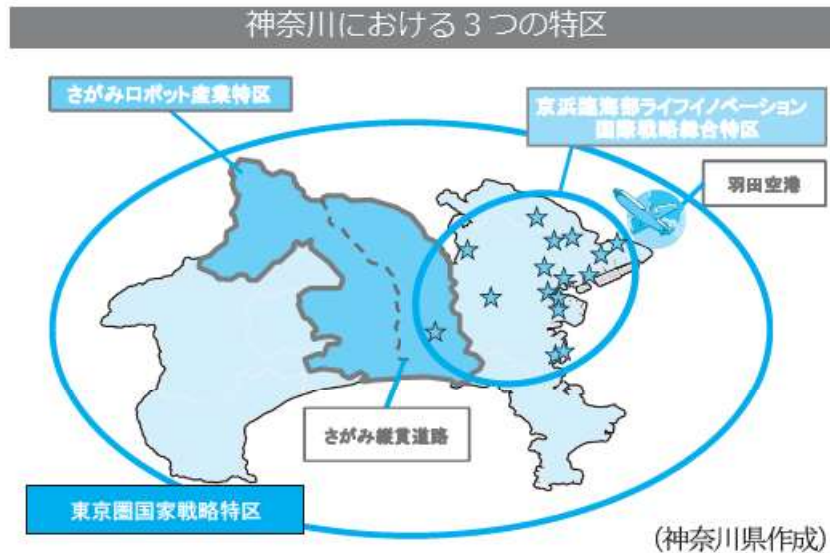 神奈川における３つの特区
さがみロボット産業特区
京浜臨海部ライフイノベーション
国際戦略総合特区
羽田空港
さがみ縦貫道路
東京圏国家戦略特区
(神奈川県作成)